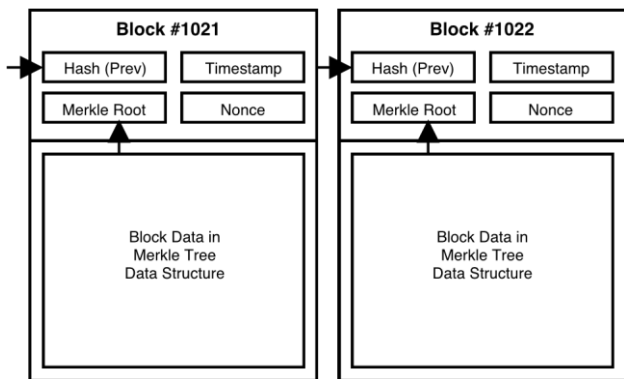 Block #1021
Hash (Prev)
Timestamp
Merkle Root
Nonce
Block Data in
Merkle Tree
Data Structure
Block #1022
Hash (Prev)
Timestamp
Merkle Root
Nonce
Block Data in
Merkle Tree
Data Structure